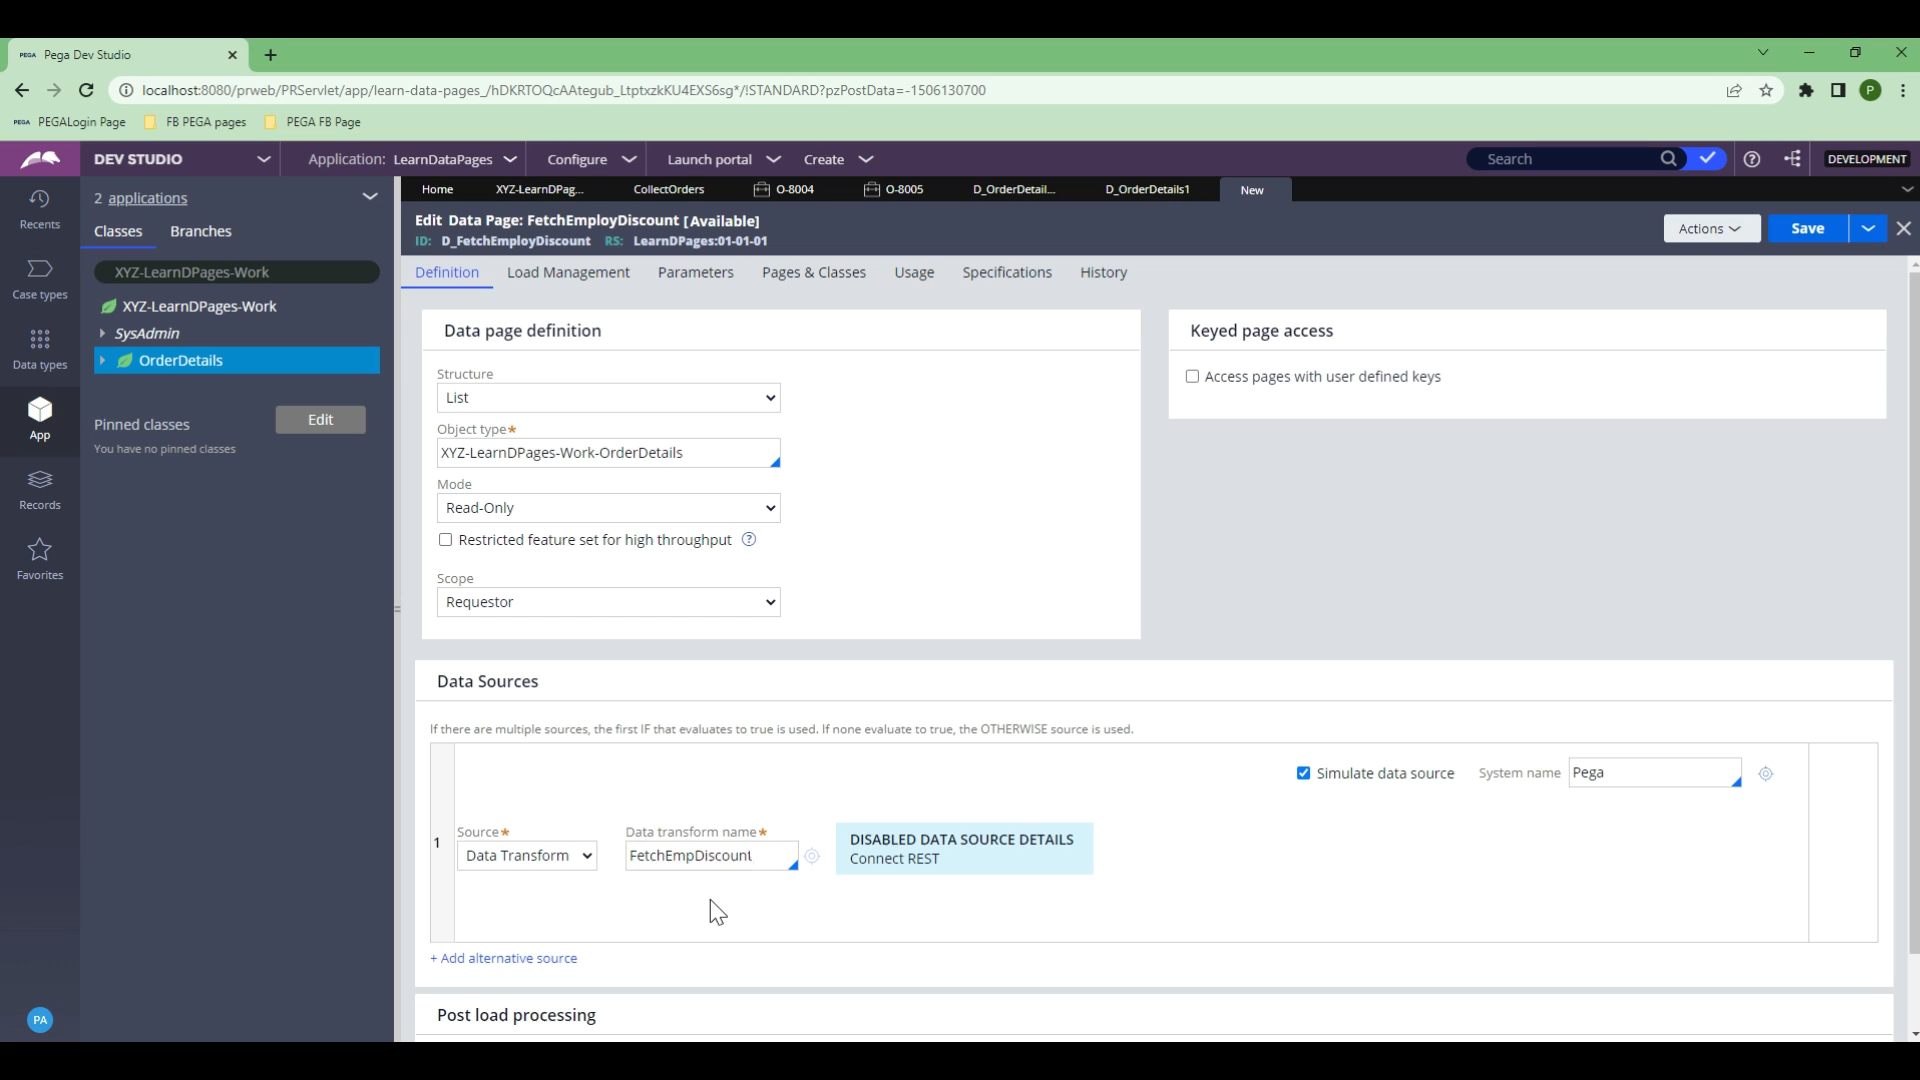 PEGA Pega Dev Studio
localhost:8080/prweb/PRServlet/app/learn-data-pages_/hDKRTOQcAAtegub_LtptxzkKU4EXS6sg*/!STANDARD?pzPostData=-1506130700
P
PEGA PEGALogin Page FB PEGA pages PEGA FB Page
DEV STUDIO Application: LearnDataPages Configure Launch portal Create Search DEVELOPMENT
Recents
Case types
Data types
App
Records
Favorites
PA
2 applications
Classes Branches
XYZ-LearnDPages-Work
XYZ-LearnDPages-Work
SysAdmin
OrderDetails
Pinned classes Edit
You have no pinned classes
Home XYZ-LearnDPag... CollectOrders O-8004 O-8005 D_OrderDetail... D_OrderDetails1 New
Edit Data Page: FetchEmployDiscount [Available]
ID: D_FetchEmployDiscount RS: LearnDPages:01-01-01
Actions Save
Definition Load Management Parameters Pages & Classes Usage Specifications History
Data page definition
Structure
List
Object type*
XYZ-LearnDPages-Work-OrderDetails
Mode
Read-Only
Restricted feature set for high throughput ?
Scope
Requestor
Keyed page access
Access pages with user defined keys
Data Sources
If there are multiple sources, the first IF that evaluates to true is used. If none evaluate to true, the OTHERWISE source is used.
Simulate data source System name Pega
1
Source*
Data Transform
Data transform name*
FetchEmpDiscount
DISABLED DATA SOURCE DETAILS
Connect REST
+ Add alternative source
Post load processing